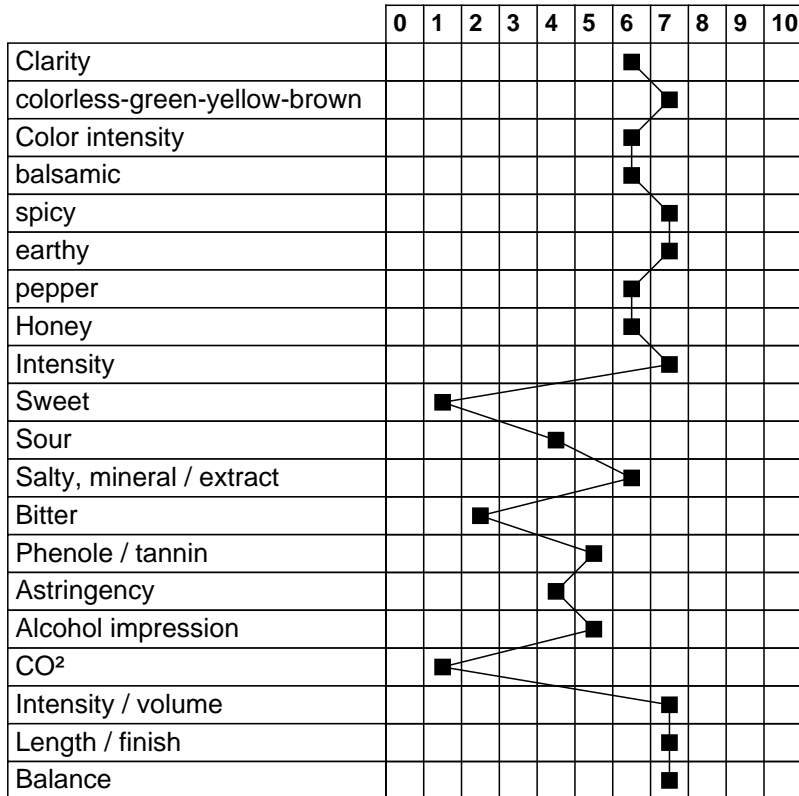 0 1 2 3 4 5 6 7 8 9 10
Clarity
colorless-green-yellow-brown
Color intensity
balsamic
spicy
earthy
pepper
Honey
Intensity
Sweet
Sour
Salty, mineral / extract
Bitter
Phenole / tannin
Astringency
Alcohol impression
CO²
Intensity / volume
Length / finish
Balance